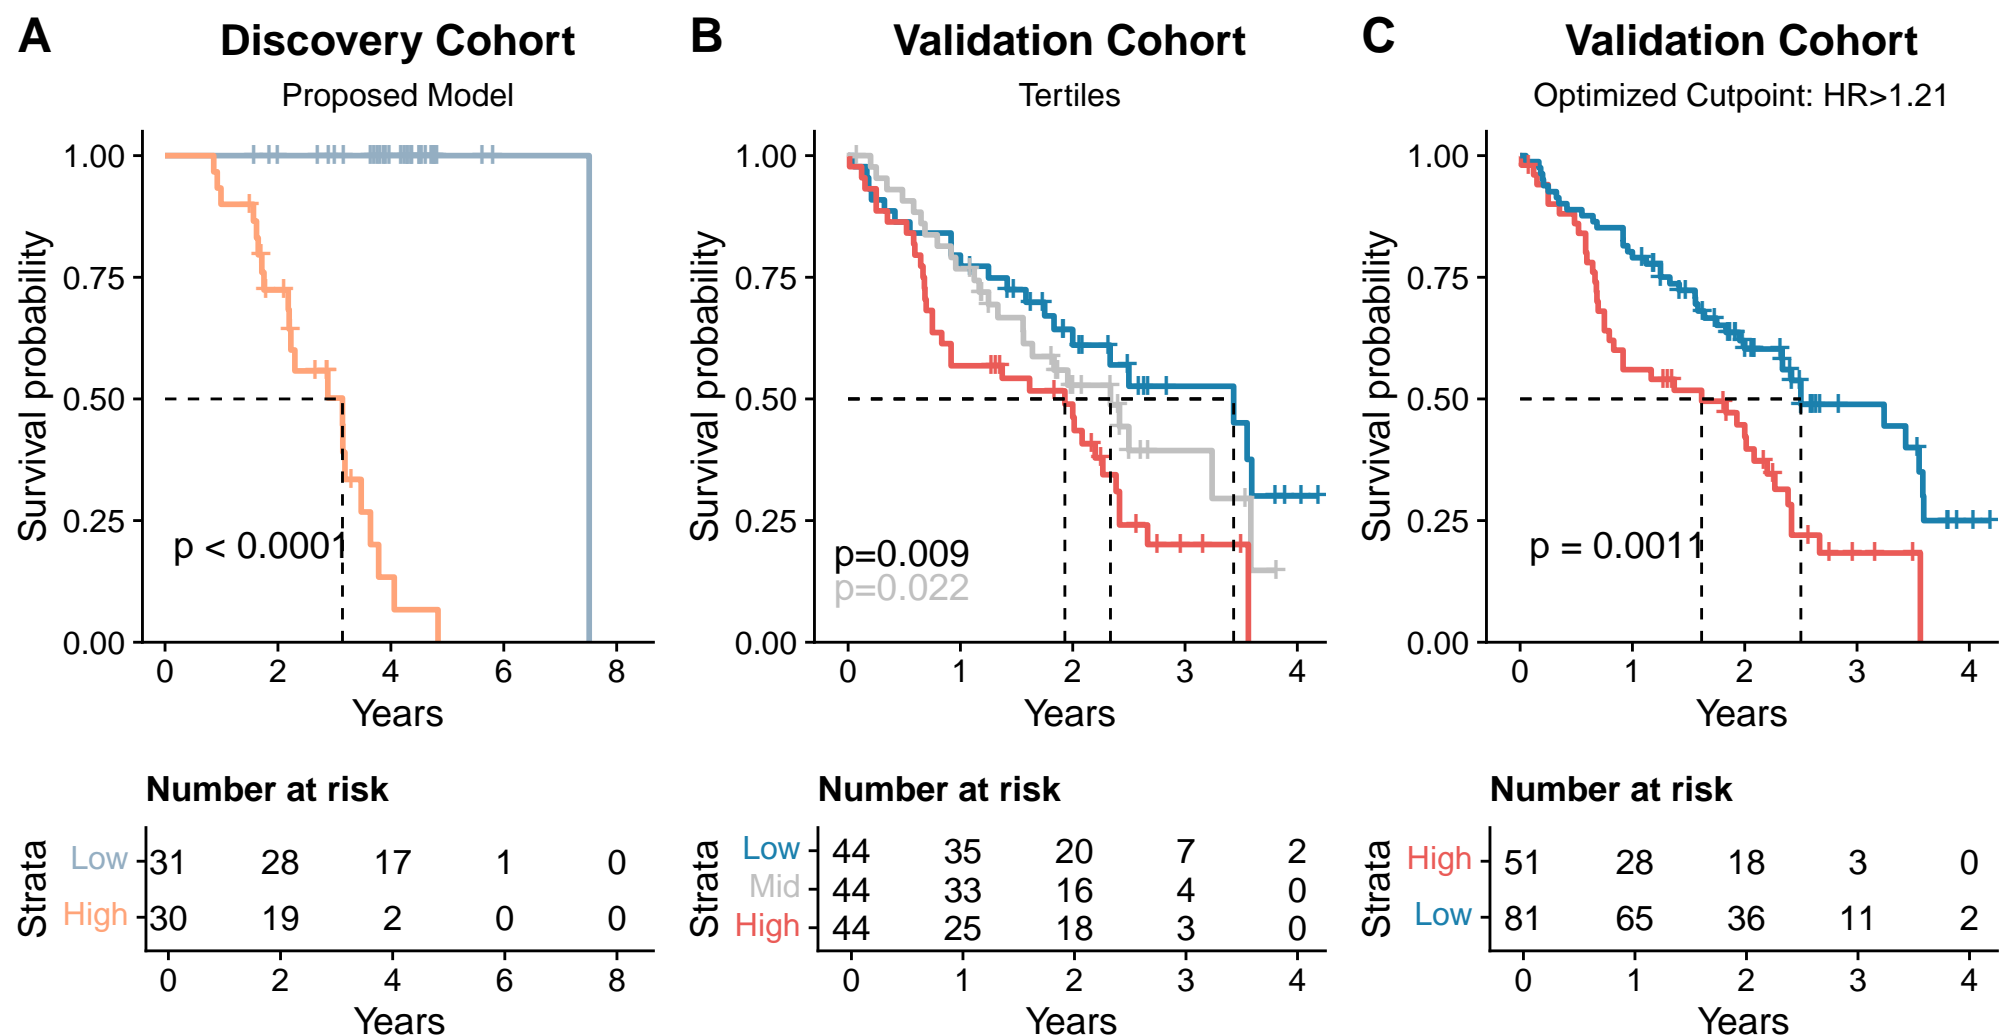 A
Discovery Cohort
Proposed Model
Survival probability
1.00
0.75
0.50
0.25
0.00
p < 0.0001
0 2 4 6 8
Years
Number at risk
Strata
Low 31 28 17 1 0
High 30 19 2 0 0
0 2 4 6 8
Years
B
Validation Cohort
Tertiles
Survival probability
1.00
0.75
0.50
0.25
0.00
p=0.009
p=0.022
0 1 2 3 4
Years
Number at risk
Strata
Low 44 35 20 7 2
Mid 44 33 16 4 0
High 44 25 18 3 0
0 1 2 3 4
Years
C
Validation Cohort
Optimized Cutpoint: HR>1.21
Survival probability
1.00
0.75
0.50
0.25
0.00
p = 0.0011
0 1 2 3 4
Years
Number at risk
Strata
High 51 28 18 3 0
Low 81 65 36 11 2
0 1 2 3 4
Years